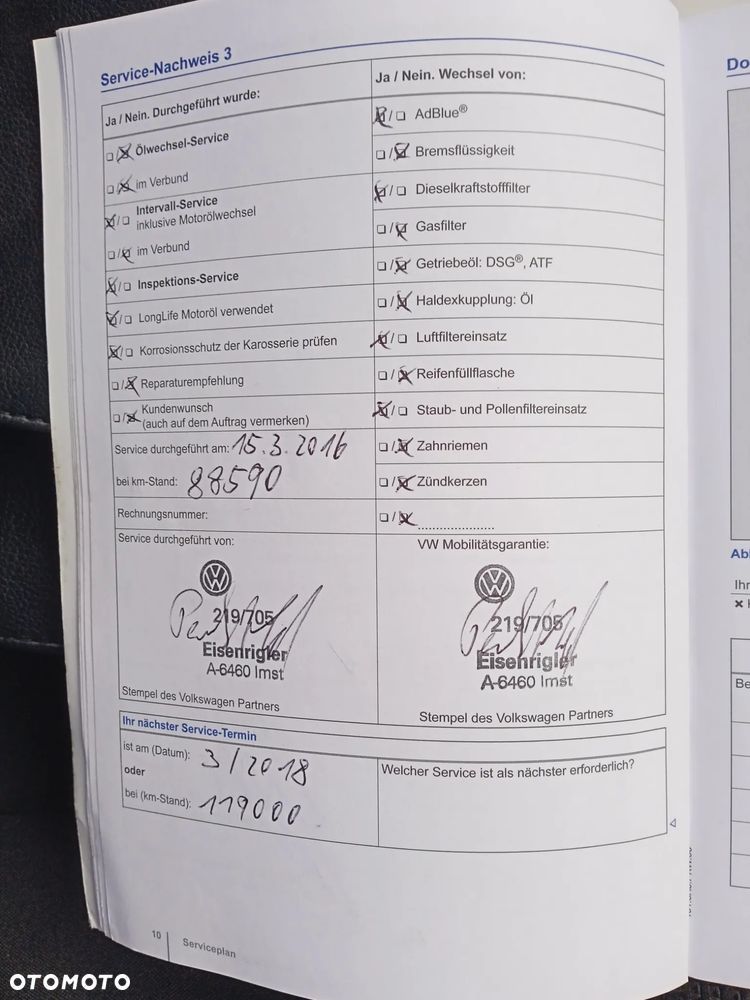 Service-Nachweis 3
Ja / Nein. Durchgeführt wurde:
☐/☒ Ölwechsel-Service
☐/☒ im Verbund
☒/☐ Intervall-Service
inklusive Motorölwechsel
☐/☒ im Verbund
☒/☐ Inspektions-Service
☒/☐ LongLife Motoröl verwendet
☒/☐ Korrosionsschutz der Karosserie prüfen
☐/☒ Reparaturempfehlung
☐/☒ Kundenwunsch
(auch auf dem Auftrag vermerken)
Service durchgeführt am: 15.3.2016
bei km-Stand: 88590
Rechnungsnummer:
Service durchgeführt von:
219/705
Eisenrigler
A-6460 Imst
Stempel des Volkswagen Partners
Ja / Nein. Wechsel von:
☒/☐ AdBlue®
☐/☒ Bremsflüssigkeit
☒/☐ Dieselkraftstofffilter
☐/☒ Gasfilter
☐/☒ Getriebeöl: DSG®, ATF
☐/☒ Haldexkupplung: Öl
☒/☐ Luftfiltereinsatz
☐/☒ Reifenfüllflasche
☒/☐ Staub- und Pollenfiltereinsatz
☐/☒ Zahnriemen
☐/☒ Zündkerzen
☐/☒ ......................
VW Mobilitätsgarantie:
219/705
Eisenrigler
A-6460 Imst
Stempel des Volkswagen Partners
Ihr nächster Service-Termin
ist am (Datum): 3/2018
oder
bei (km-Stand): 119000
Welcher Service ist als nächster erforderlich?
10
Serviceplan
Do
Ab
Ihr
Be
OTOMOTO